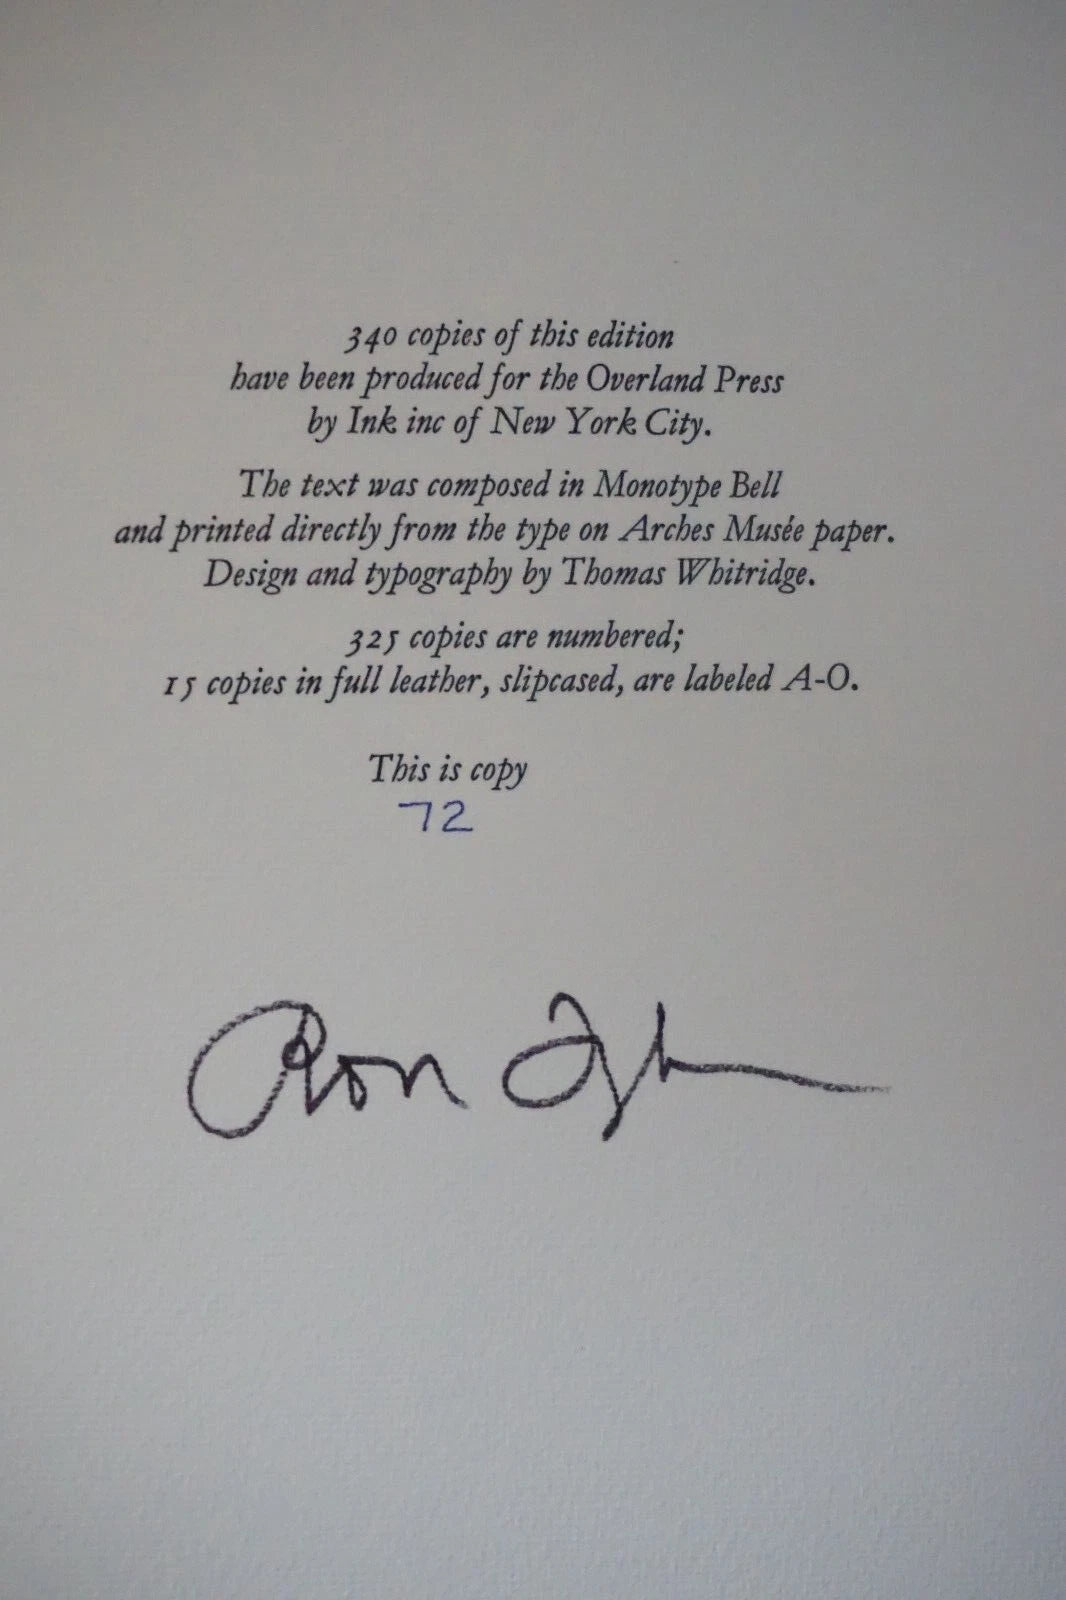 340 copies of this edition
have been produced for the Overland Press
by Ink inc of New York City.
The text was composed in Monotype Bell
and printed directly from the type on Arches Musée paper.
Design and typography by Thomas Whitridge.
325 copies are numbered;
15 copies in full leather, slipcased, are labeled A-O.
This is copy
72
Ron